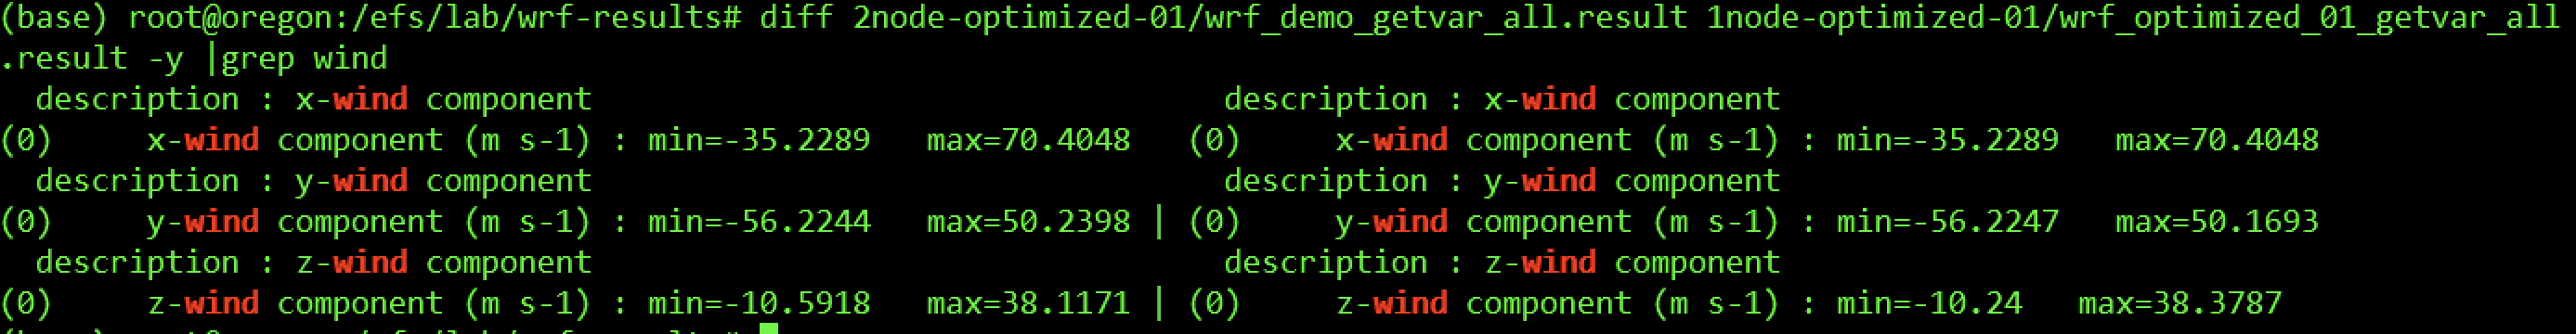 (base) root@oregon:/efs/lab/wrf-results# diff 2node-optimized-01/wrf_demo_getvar_all.result 1node-optimized-01/wrf_optimized_01_getvar_all
.result -y |grep wind
  description : x-wind component                                  description : x-wind component
(0)     x-wind component (m s-1) : min=-35.2289   max=70.4048   (0)     x-wind component (m s-1) : min=-35.2289   max=70.4048
  description : y-wind component                                  description : y-wind component
(0)     y-wind component (m s-1) : min=-56.2244   max=50.2398 | (0)     y-wind component (m s-1) : min=-56.2247   max=50.1693
  description : z-wind component                                  description : z-wind component
(0)     z-wind component (m s-1) : min=-10.5918   max=38.1171 | (0)     z-wind component (m s-1) : min=-10.24   max=38.3787